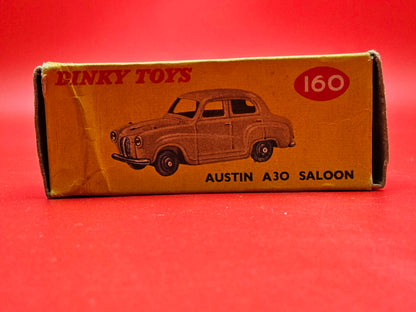 DINKY TOYS
160
AUSTIN A30 SALOON